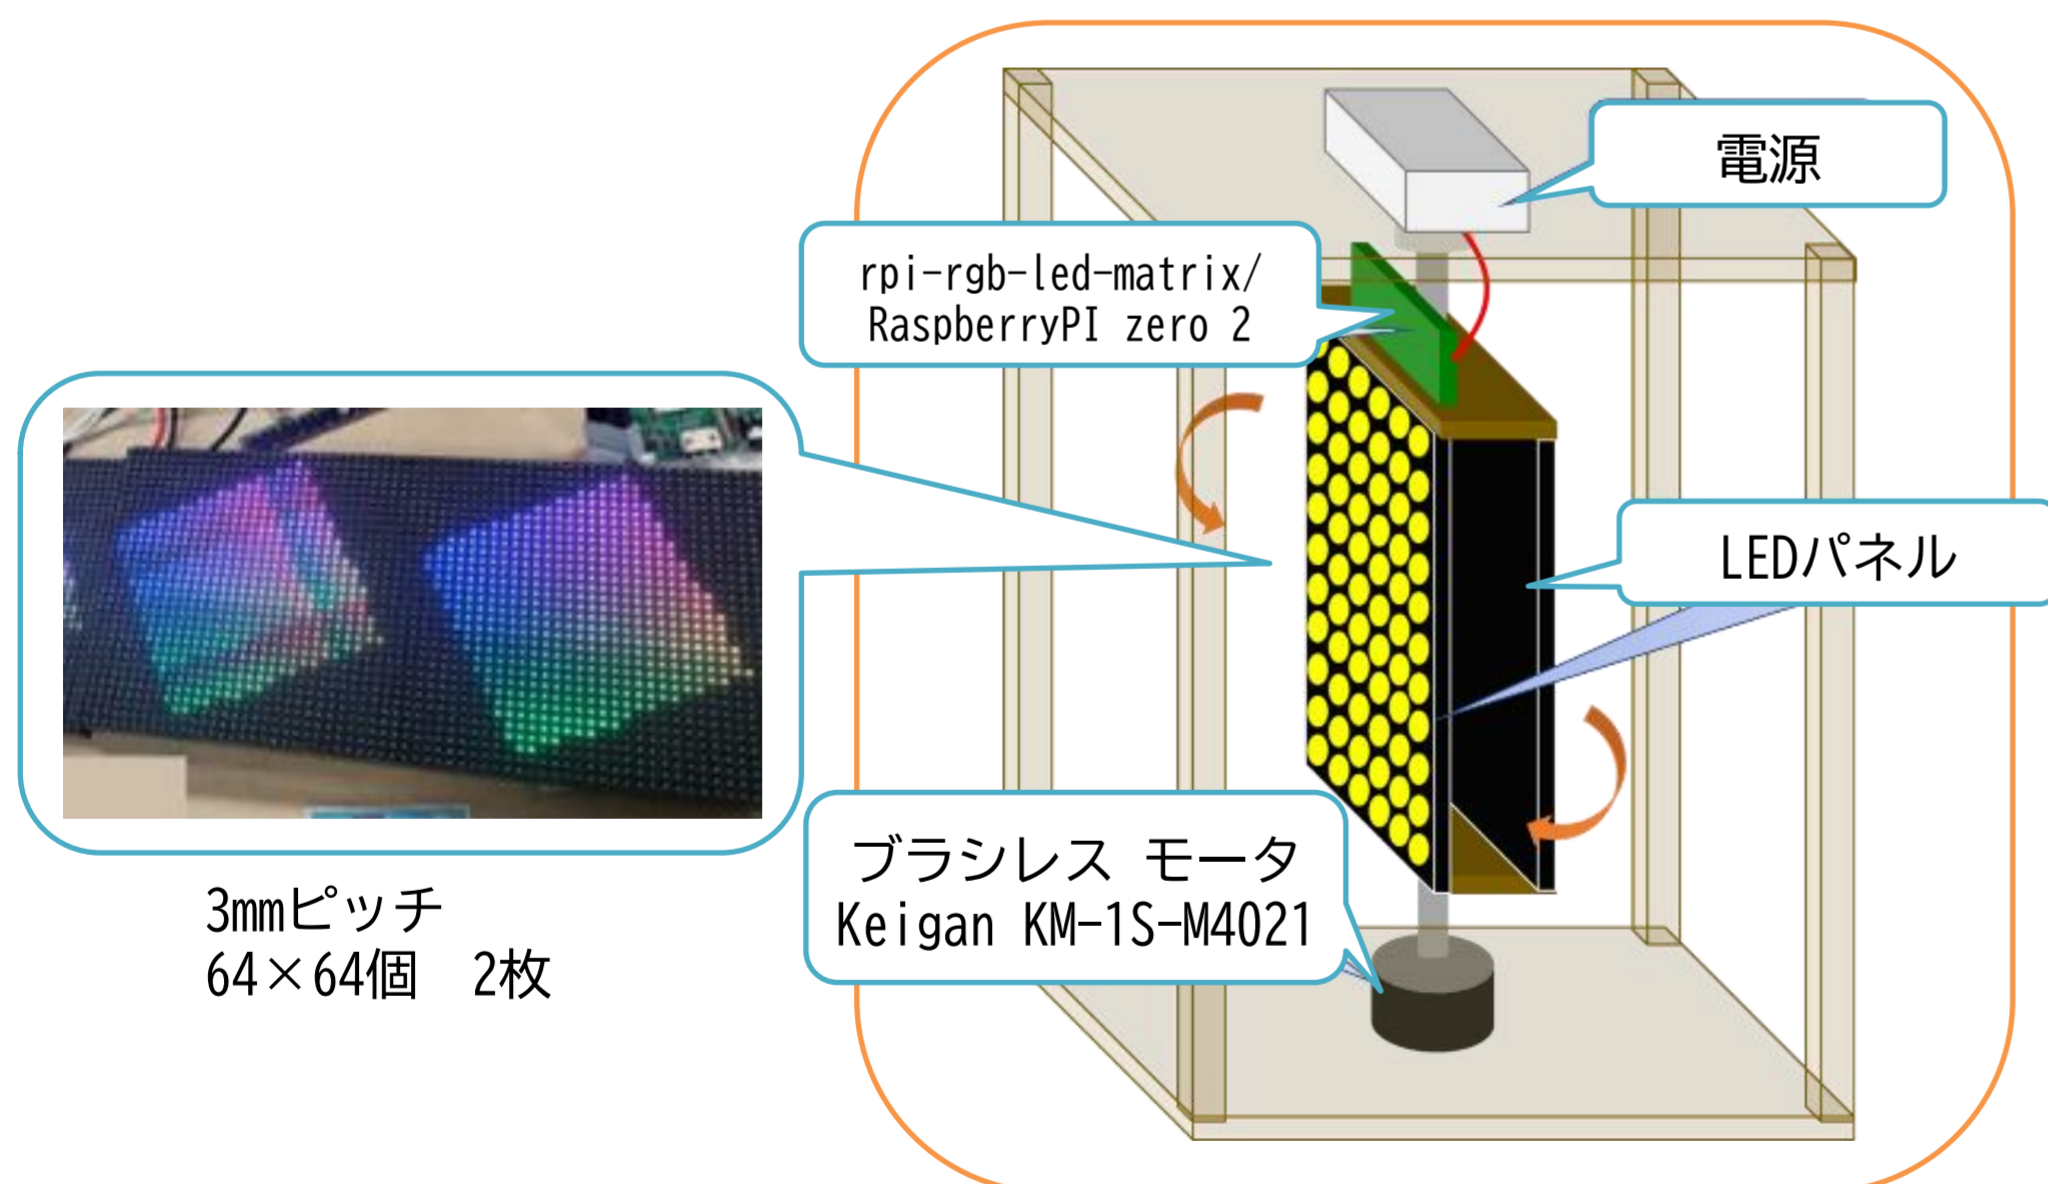 電源
rpi-rgb-led-matrix/
RaspberryPI zero 2
LEDパネル
ブラシレス モータ
Keigan KM-1S-M4021
3mmピッチ
64×64個　2枚